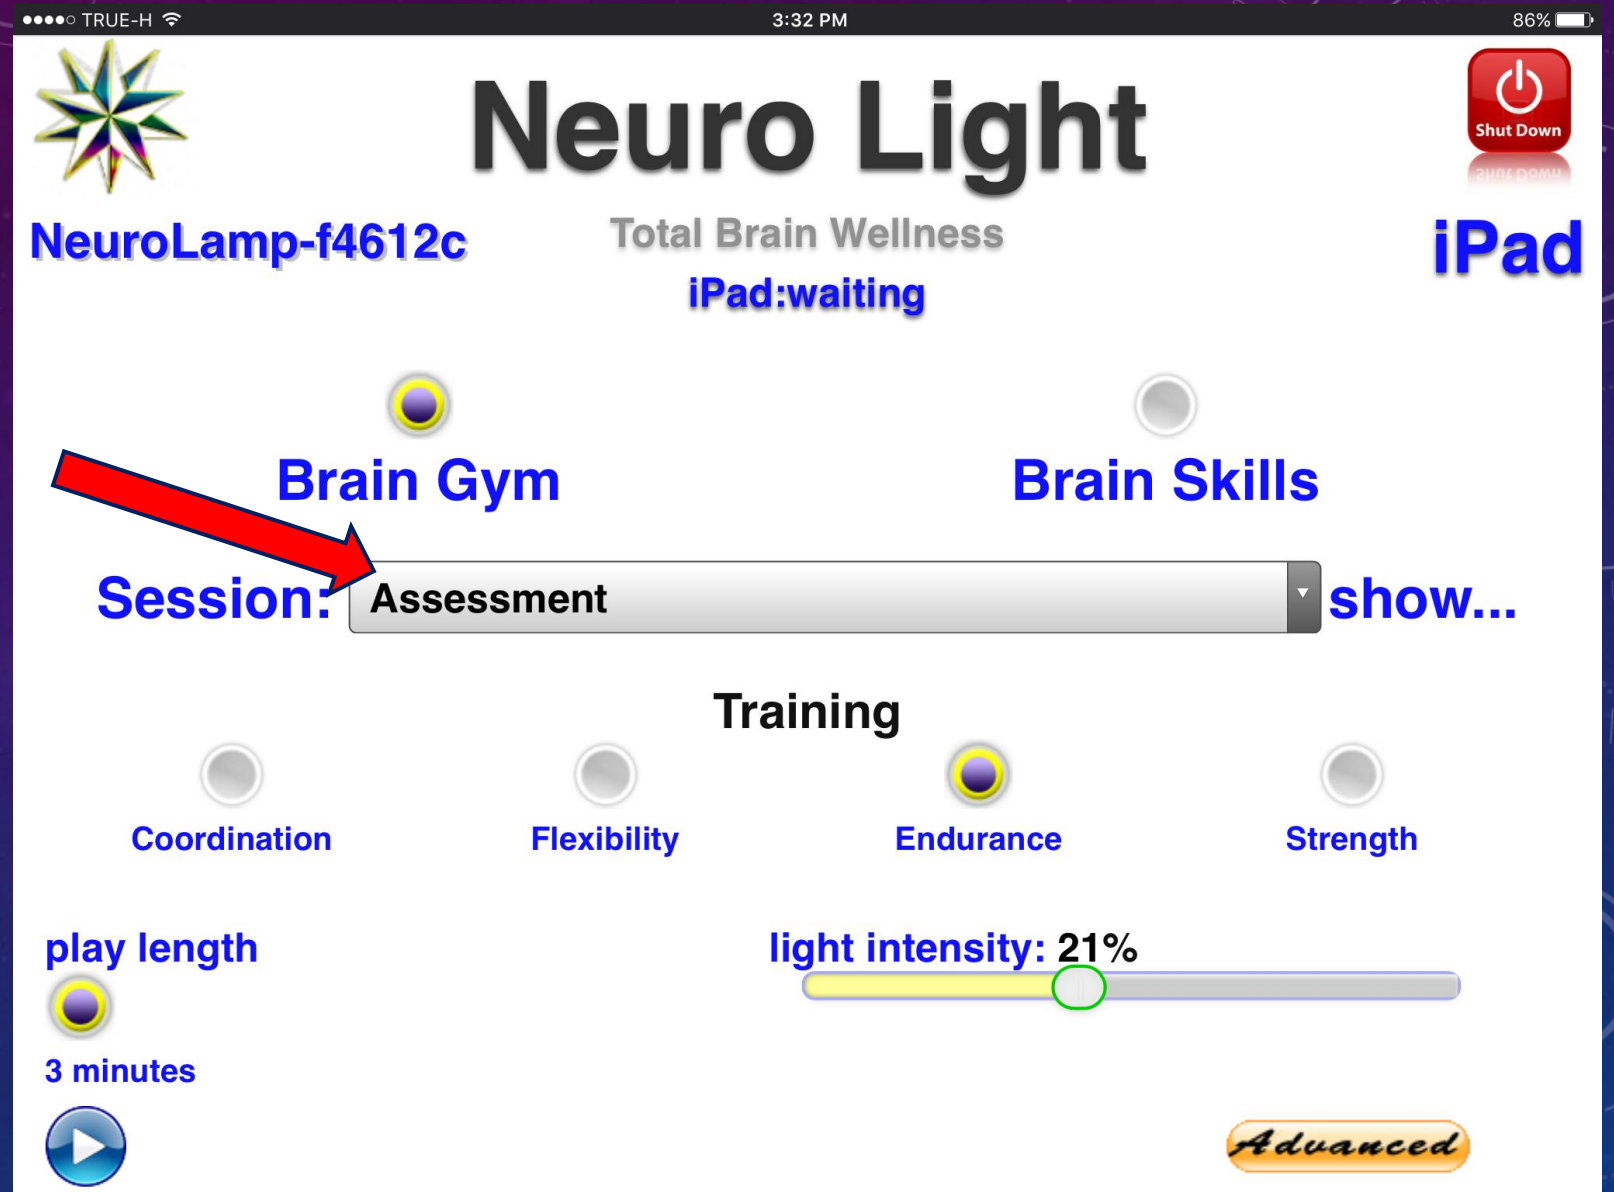 TRUE-H 3:32 PM 86%
Neuro Light
Shut Down
NeuroLamp-f4612c
Total Brain Wellness
iPad
iPad:waiting
Brain Gym
Brain Skills
Session: Assessment show...
Training
Coordination Flexibility Endurance Strength
play length
light intensity: 21%
3 minutes
Advanced